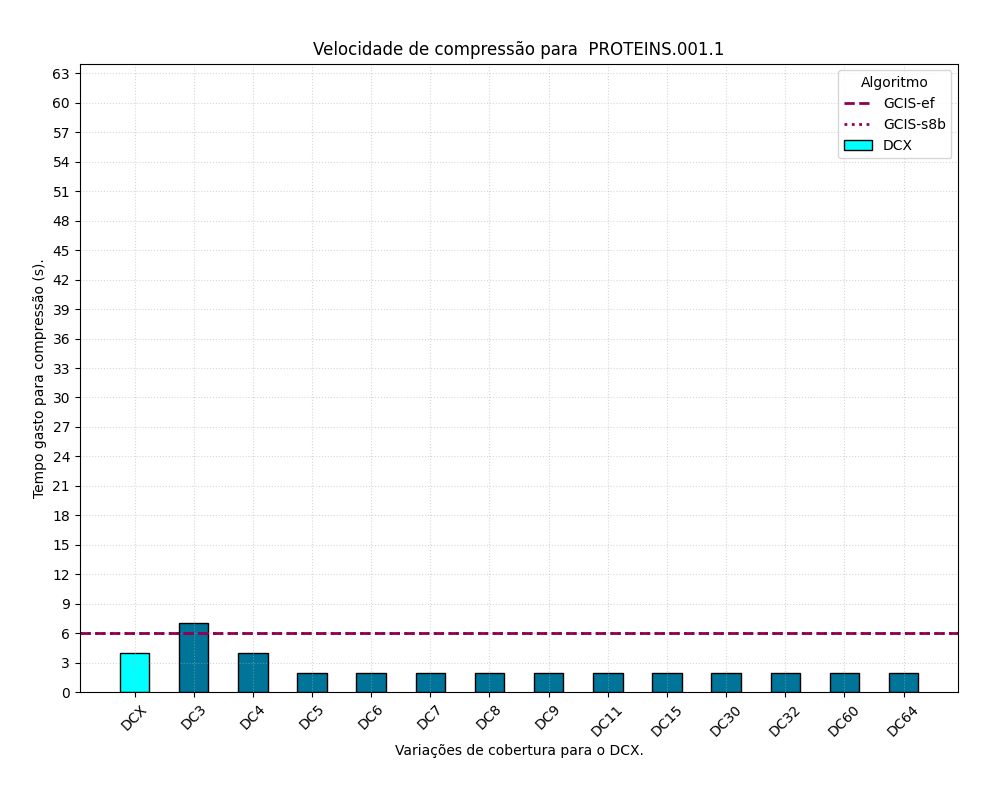 Velocidade de compressão para  PROTEINS.001.1
Algoritmo
GCIS-ef
GCIS-s8b
DCX
Tempo gasto para compressão (s).
63
60
57
54
51
48
45
42
39
36
33
30
27
24
21
18
15
12
9
6
3
0
DCX
DC3
DC4
DC5
DC6
DC7
DC8
DC9
DC11
DC15
DC30
DC32
DC60
DC64
Variações de cobertura para o DCX.